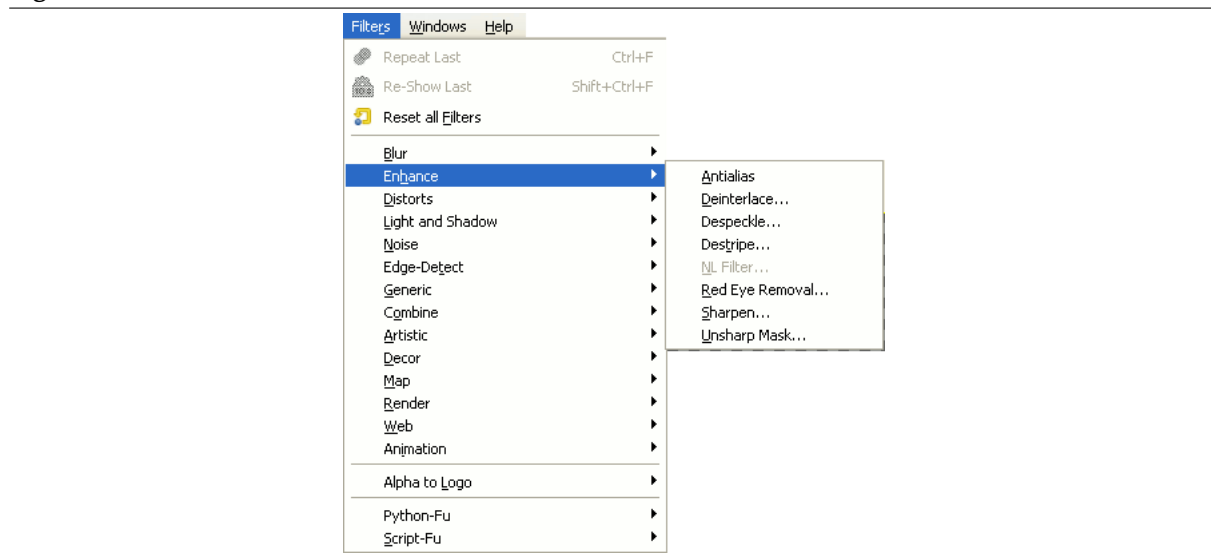 Filters Windows Help
Repeat Last Ctrl+F
Re-Show Last Shift+Ctrl+F
Reset all Filters
Blur
Enhance
Distorts
Light and Shadow
Noise
Edge-Detect
Generic
Combine
Artistic
Decor
Map
Render
Web
Animation
Alpha to Logo
Python-Fu
Script-Fu
Antialias
Deinterlace...
Despeckle...
Destripe...
NL Filter...
Red Eye Removal...
Sharpen...
Unsharp Mask...